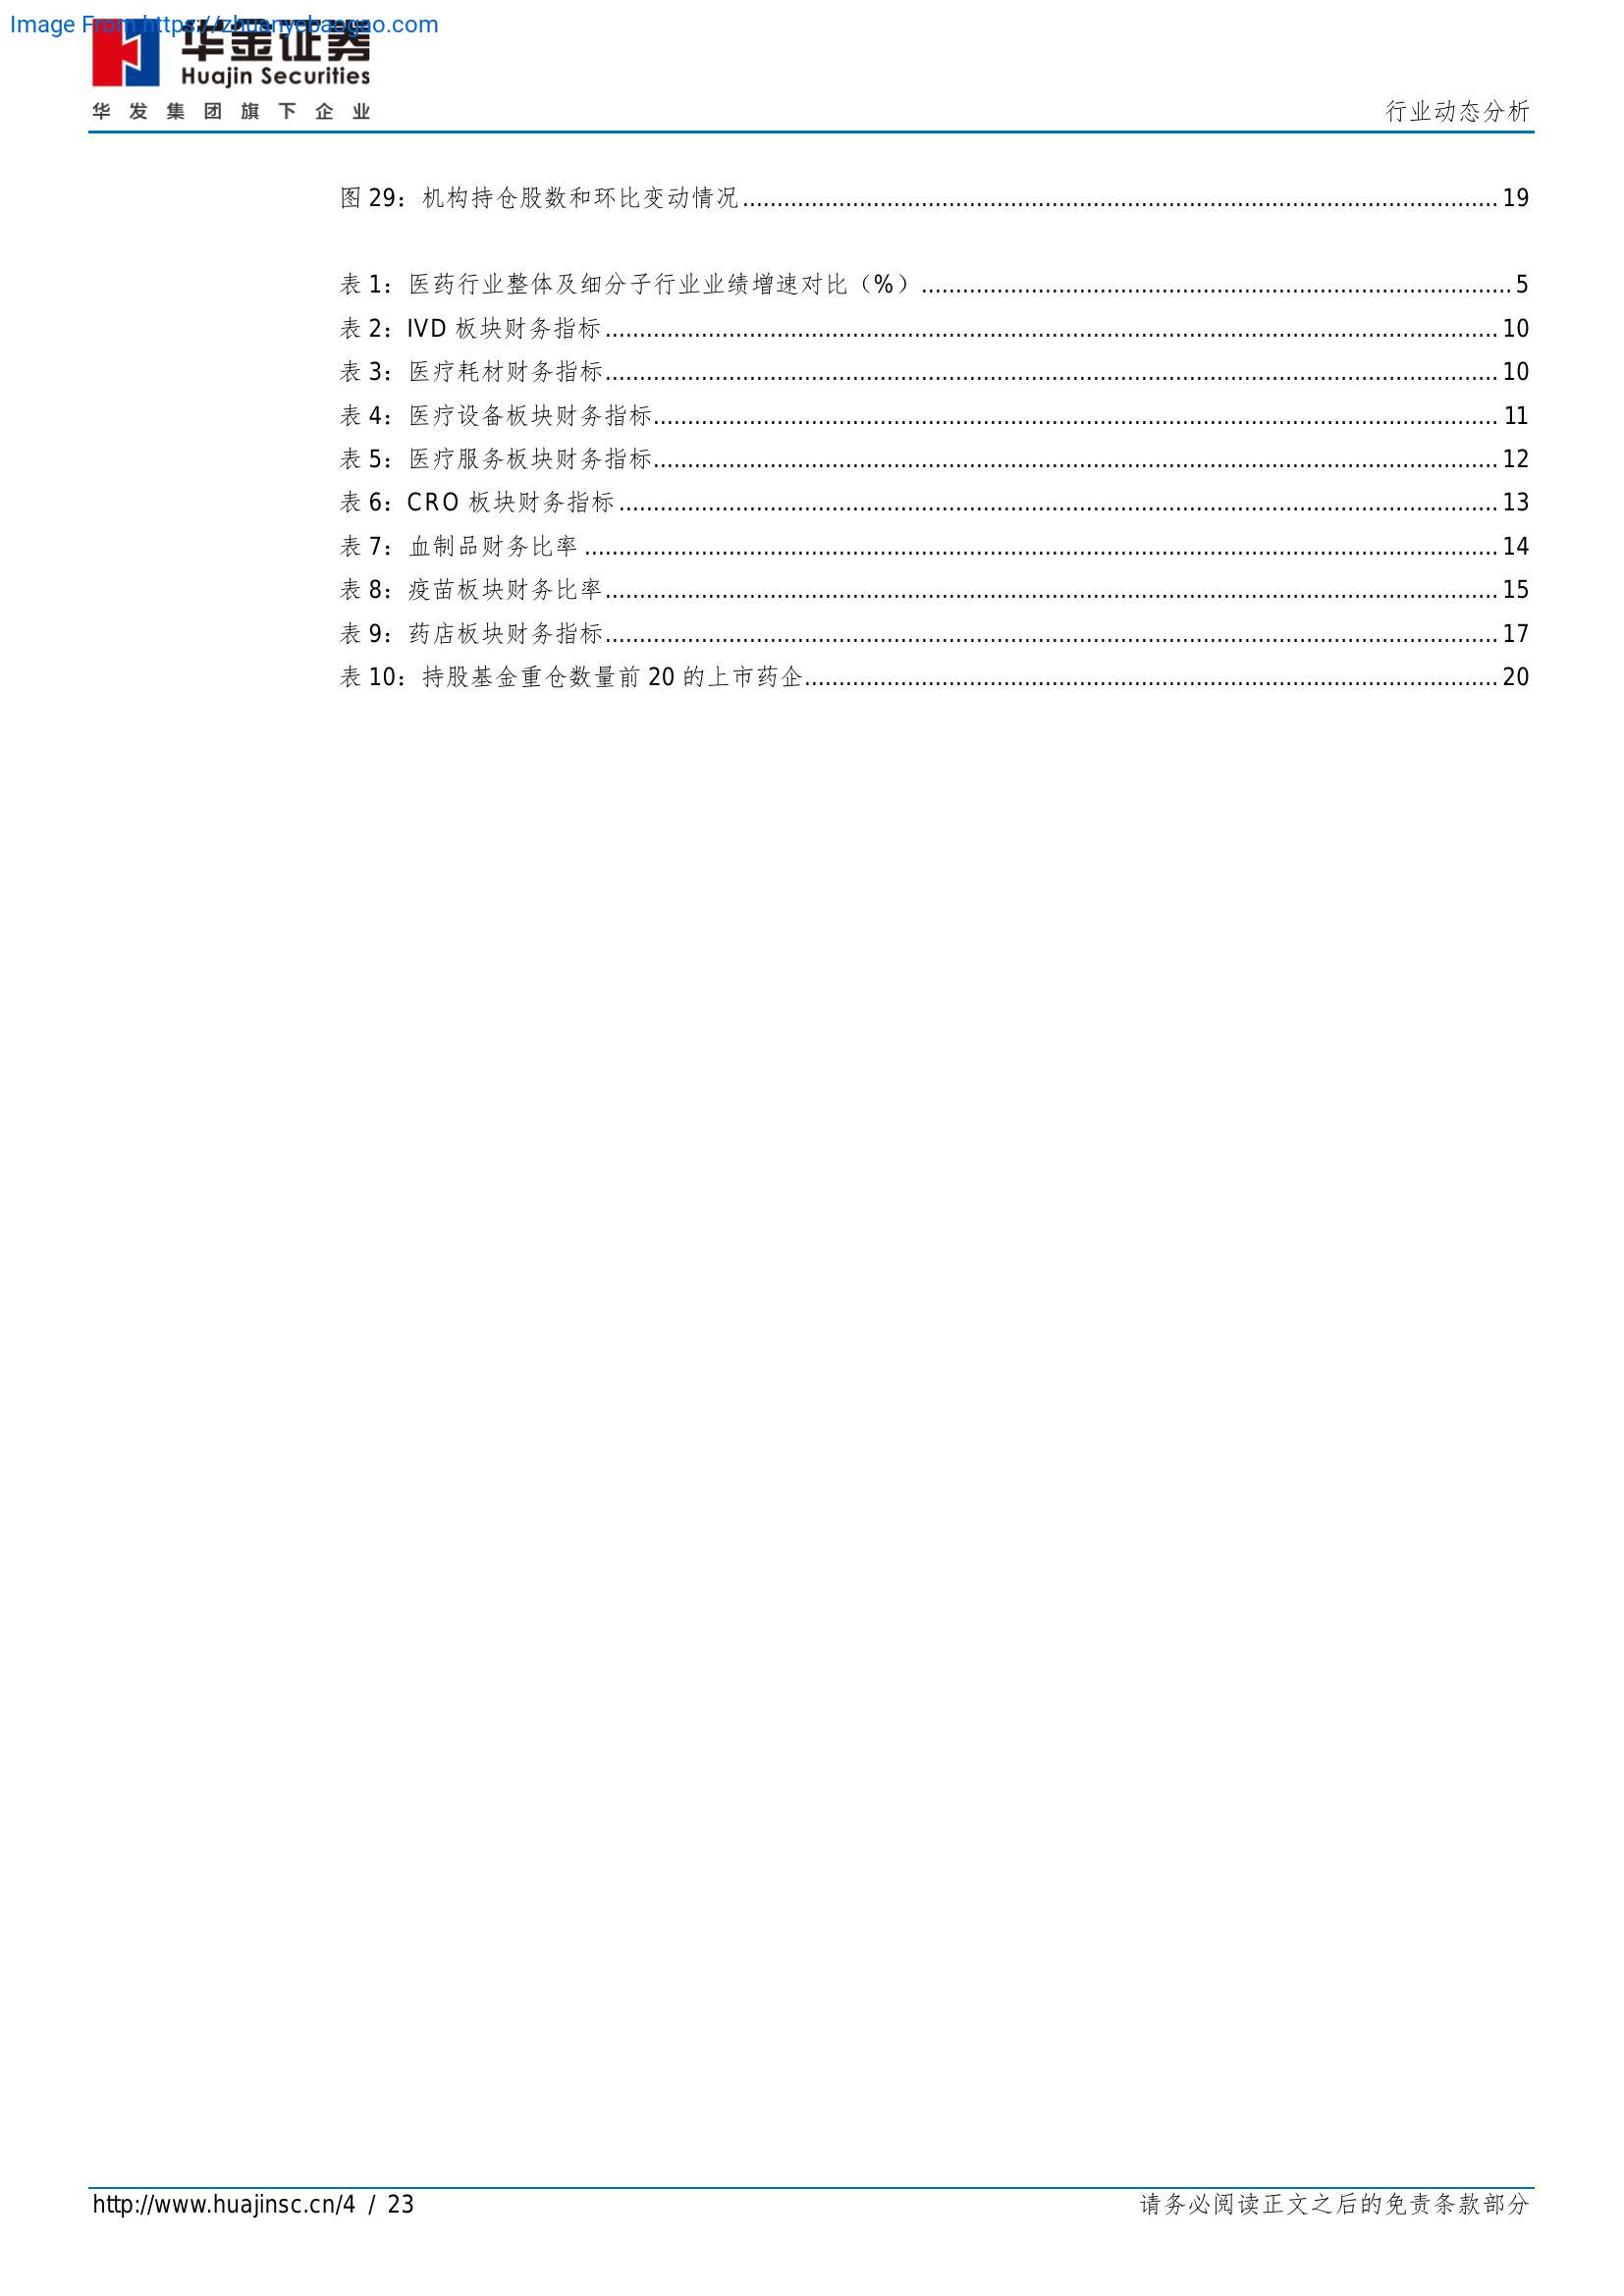 Image From https://zhuanyebaogao.com
华金证券
Huajin Securities
华发集团旗下企业
行业动态分析
图 29：机构持仓股数和环比变动情况 19
表 1：医药行业整体及细分子行业业绩增速对比（%） 5
表 2：IVD 板块财务指标 10
表 3：医疗耗材财务指标 10
表 4：医疗设备板块财务指标 11
表 5：医疗服务板块财务指标 12
表 6：CRO 板块财务指标 13
表 7：血制品财务比率 14
表 8：疫苗板块财务比率 15
表 9：药店板块财务指标 17
表 10：持股基金重仓数量前 20 的上市药企 20
http://www.huajinsc.cn/4 / 23
请务必阅读正文之后的免责条款部分